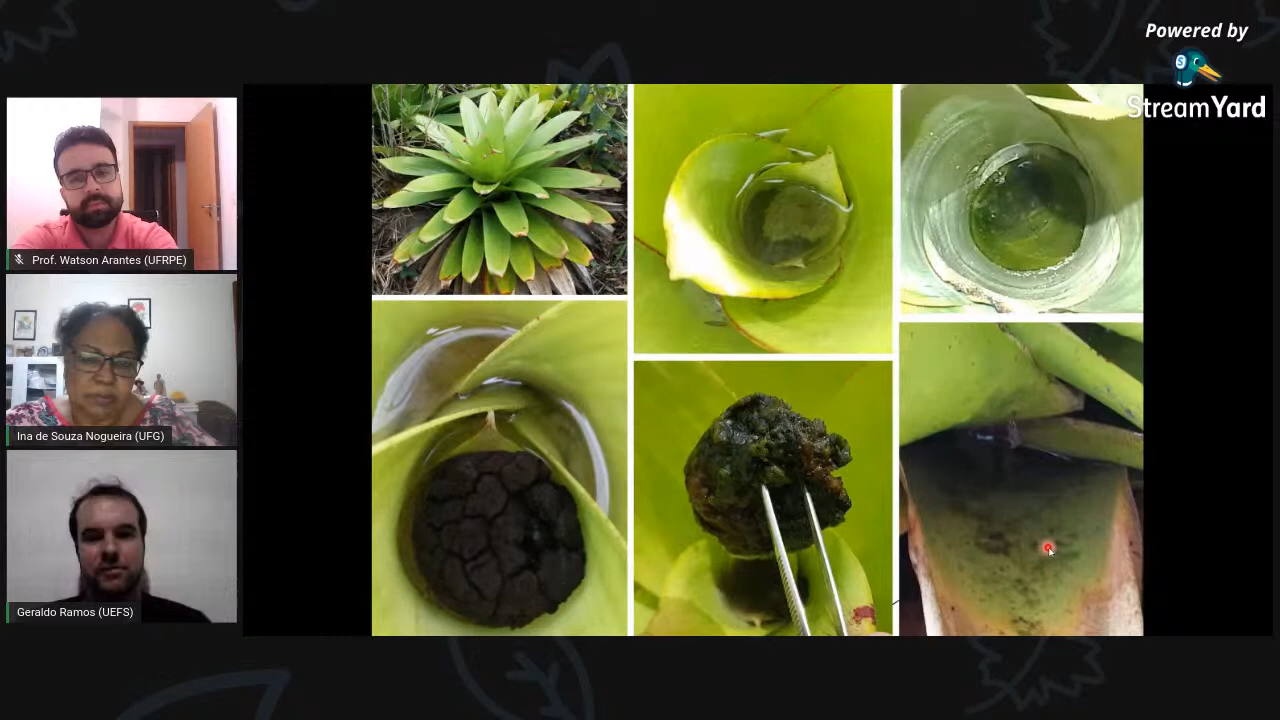 Powered by
StreamYard
Prof. Watson Arantes (UFRPE)
Ina de Souza Nogueira (UFG)
Geraldo Ramos (UEFS)